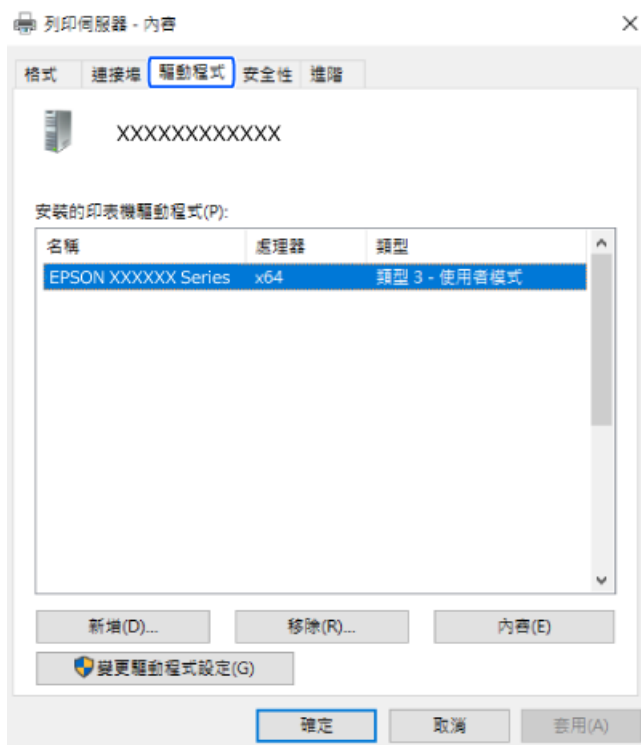 列印伺服器 - 內容
格式 連接埠 驅動程式 安全性 進階
XXXXXXXXXXXX
安裝的印表機驅動程式(P):
名稱 處理器 類型
EPSON XXXXXX Series x64 類型 3 - 使用者模式
新增(D)... 移除(R)... 內容(E)
變更驅動程式設定(G)
確定 取消 套用(A)